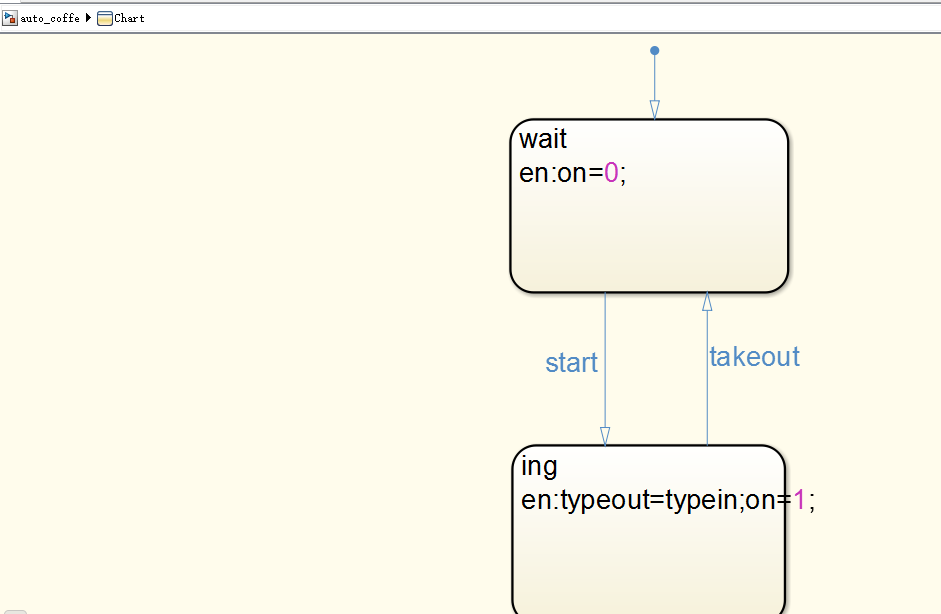 auto_coffe Chart
wait
en:on=0;
start
takeout
ing
en:typeout=typein;on=1;